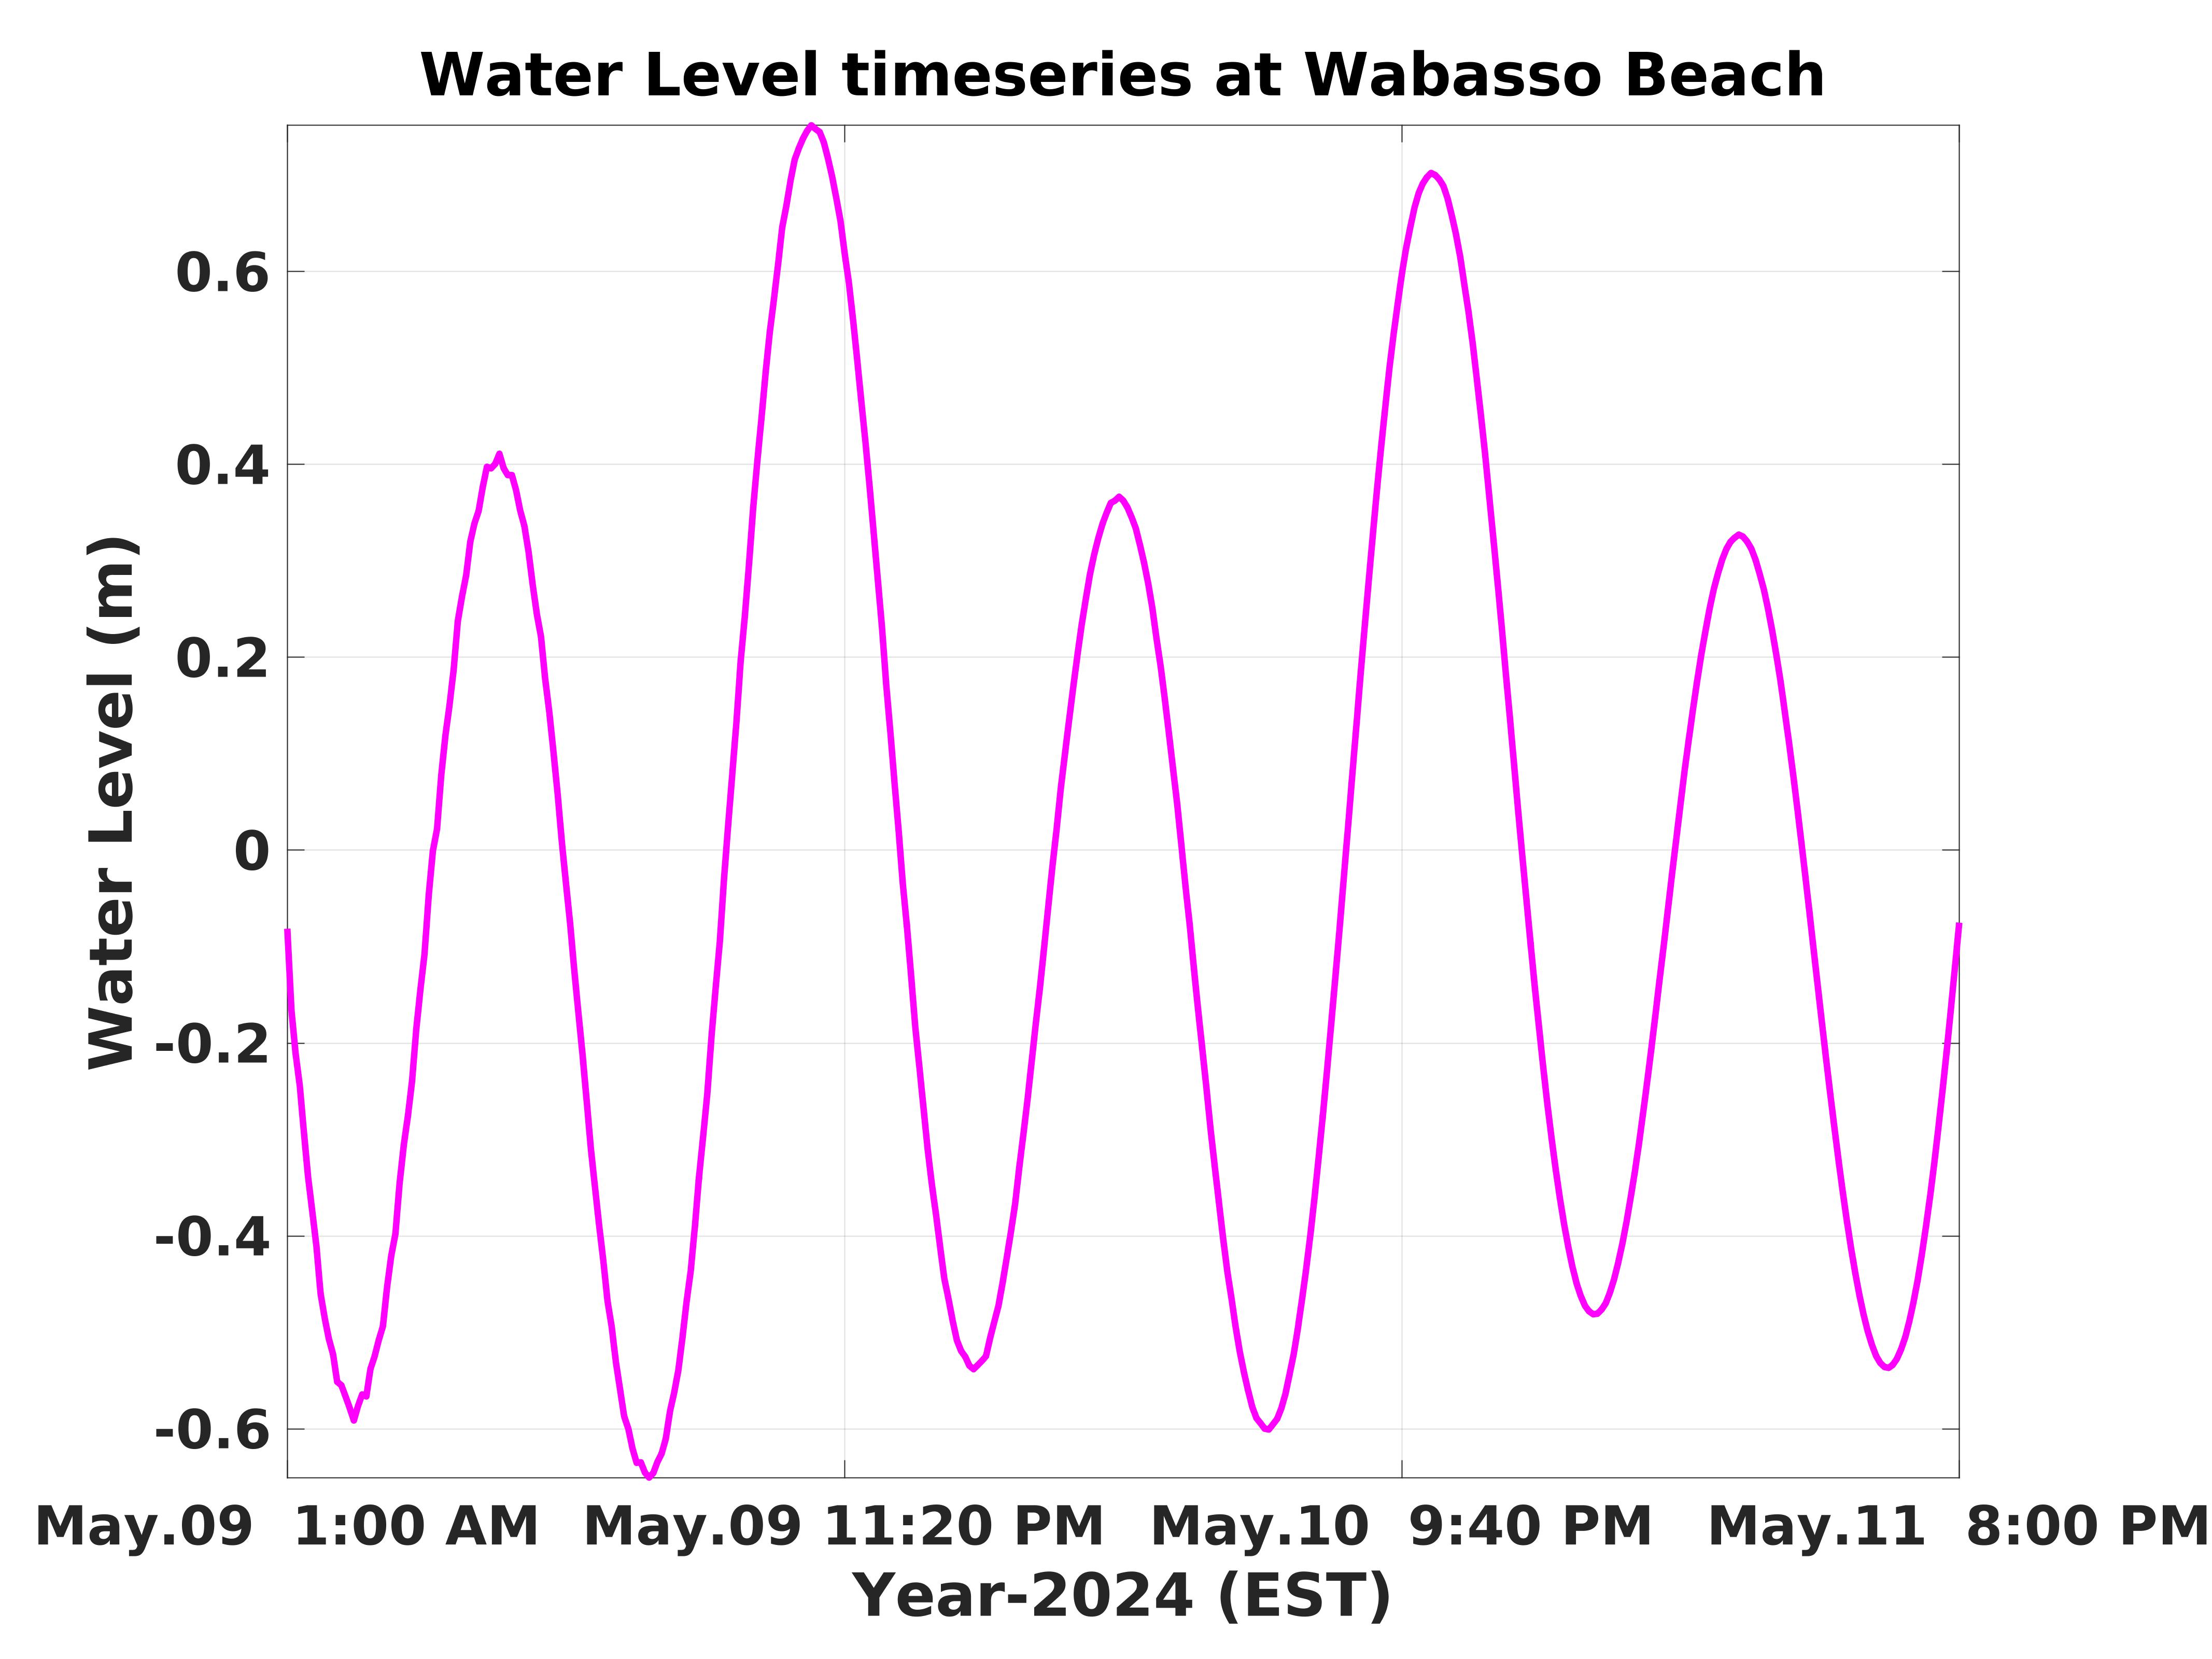 Water Level timeseries at Wabasso Beach
Water Level (m)
0.6
0.4
0.2
0
-0.2
-0.4
-0.6
May.09 1:00 AM May.09 11:20 PM May.10 9:40 PM May.11 8:00 PM
Year-2024 (EST)